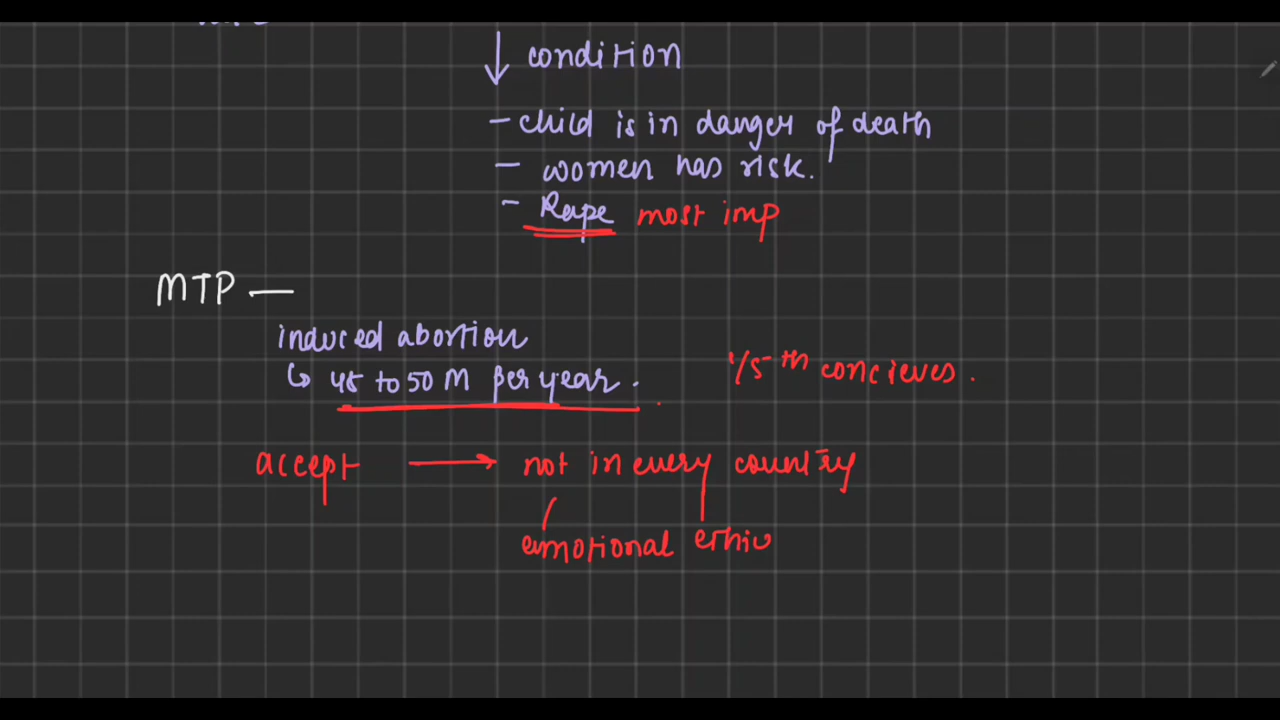 ↓ condition
- child is in danger of death
- women has risk.
- Rape most imp
MTP —
induced abortion
↳ 45 to 50 M per year.
1/5th concieves.
accept → not in every country
emotional ethic